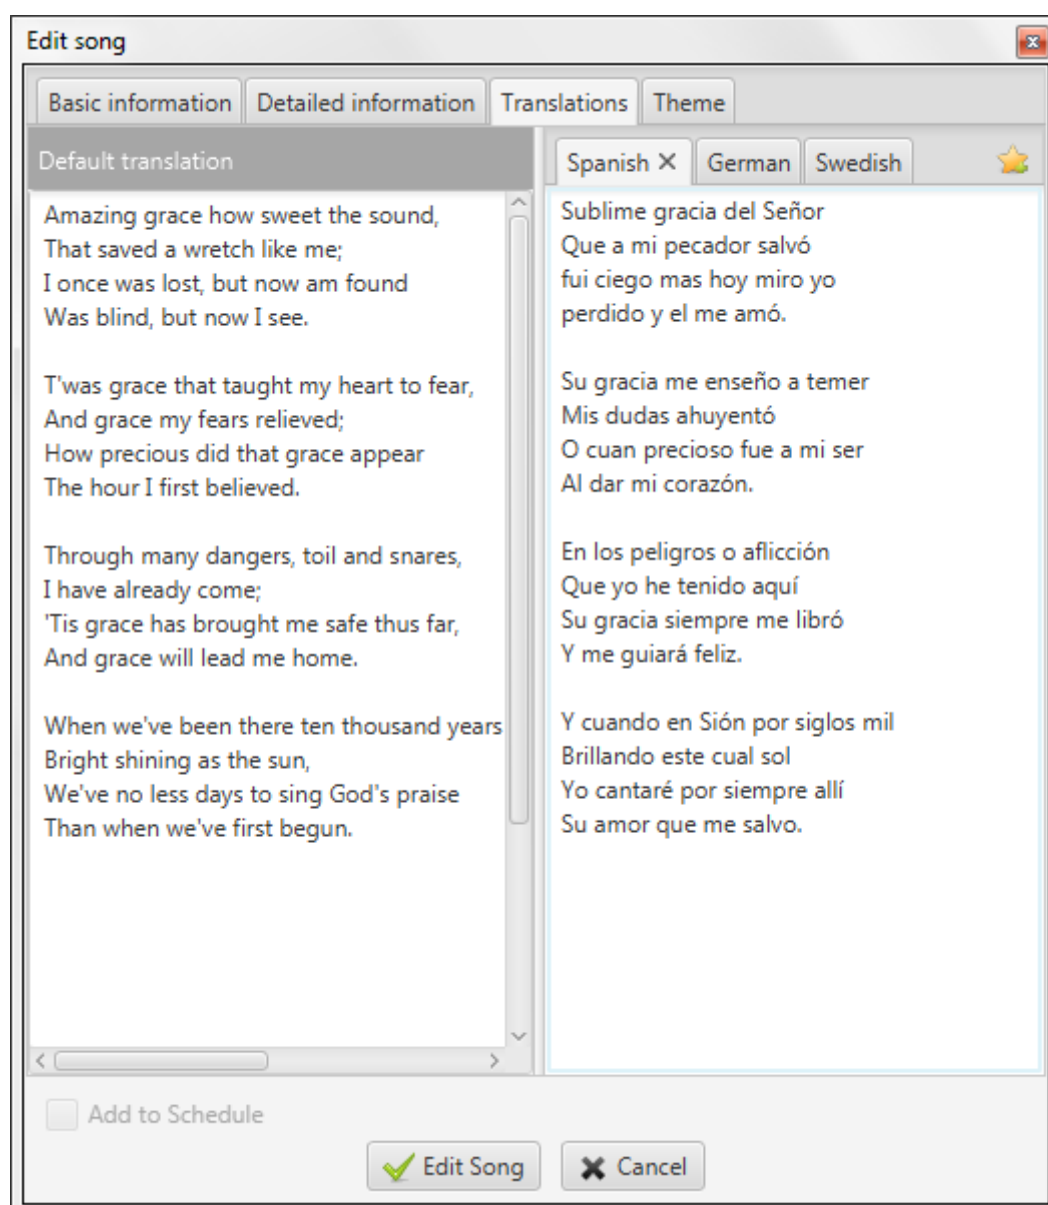 Edit song
Basic information
Detailed information
Translations
Theme
Default translation
Amazing grace how sweet the sound,
That saved a wretch like me;
I once was lost, but now am found
Was blind, but now I see.
T'was grace that taught my heart to fear,
And grace my fears relieved;
How precious did that grace appear
The hour I first believed.
Through many dangers, toil and snares,
I have already come;
'Tis grace has brought me safe thus far,
And grace will lead me home.
When we've been there ten thousand years
Bright shining as the sun,
We've no less days to sing God's praise
Than when we've first begun.
Spanish
German
Swedish
Sublime gracia del Señor
Que a mi pecador salvó
fui ciego mas hoy miro yo
perdido y el me amó.
Su gracia me enseño a temer
Mis dudas ahuyentó
O cuan precioso fue a mi ser
Al dar mi corazón.
En los peligros o aflicción
Que yo he tenido aquí
Su gracia siempre me libró
Y me guiará feliz.
Y cuando en Sión por siglos mil
Brillando este cual sol
Yo cantaré por siempre allí
Su amor que me salvo.
Add to Schedule
Edit Song
Cancel